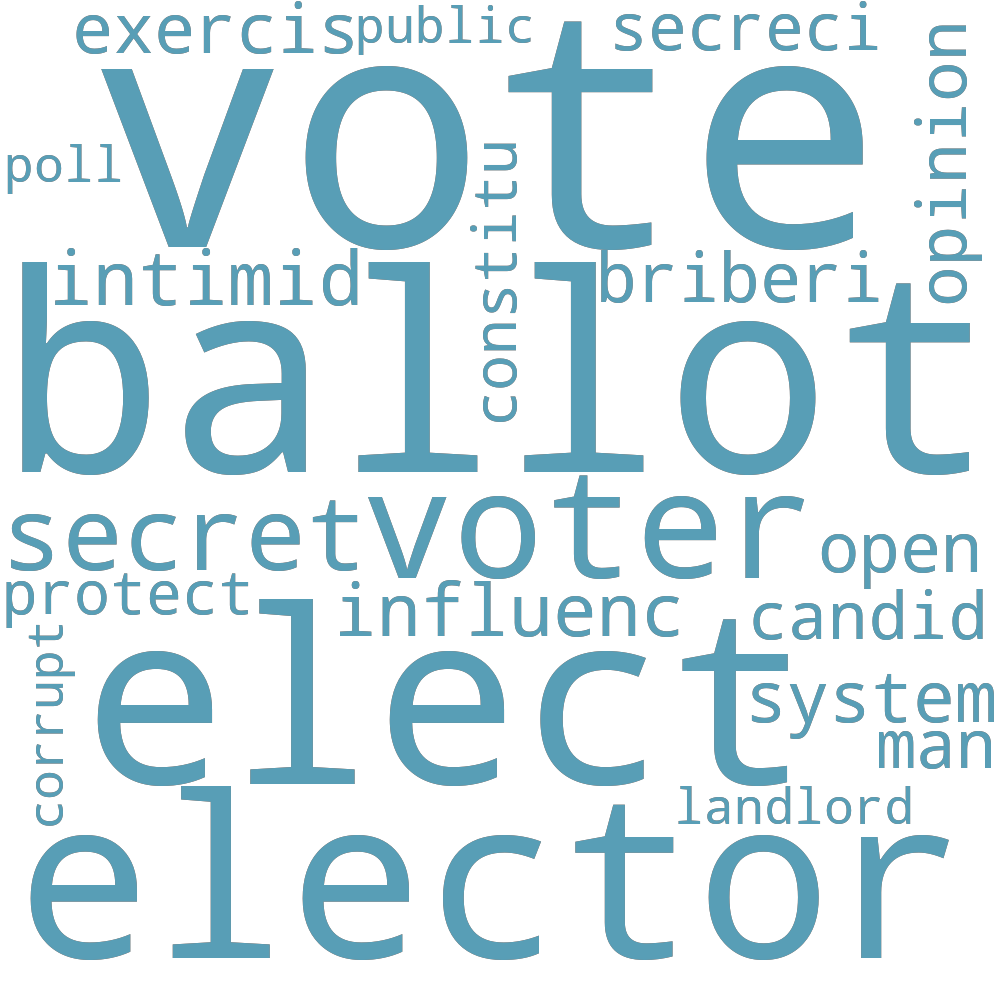 exercis
public
secreci
vote
opinion
poll
constitu
intimid
briberi
ballot
secret
voter
open
protect
influenc
candid
corrupt
elect
system
man
landlord
elector